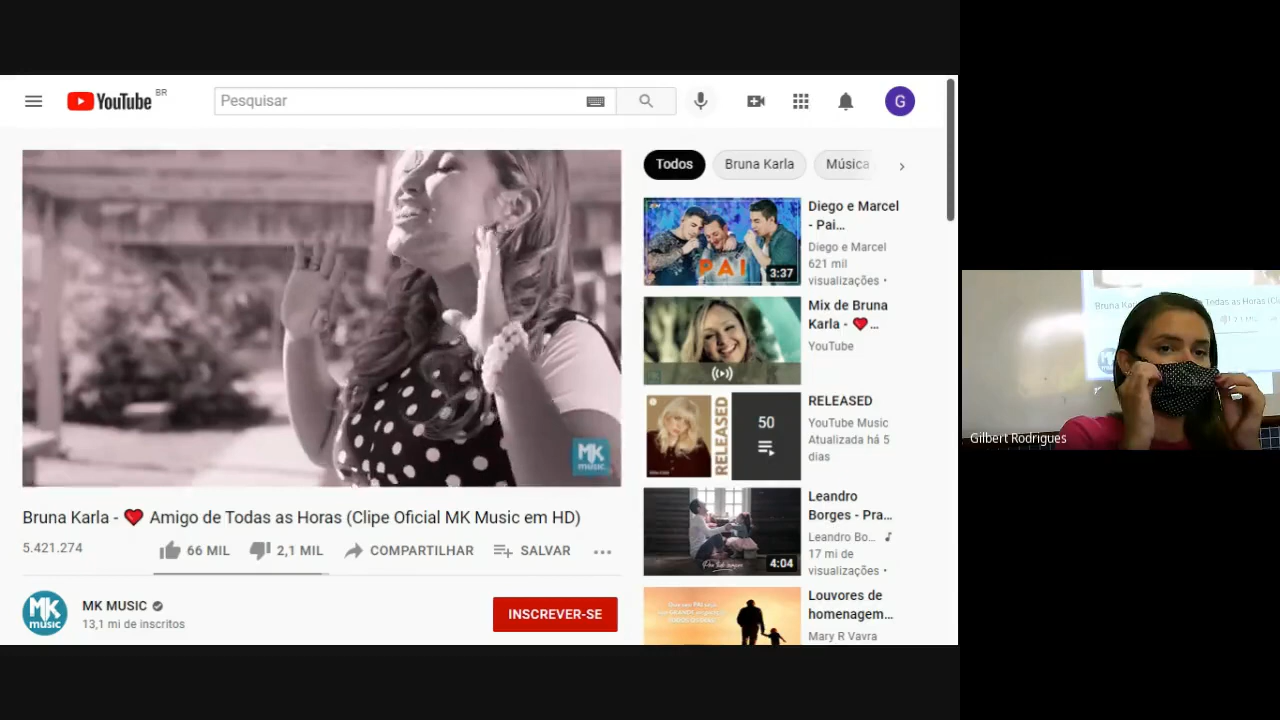 YouTube BR
Pesquisar
G
Todos
Bruna Karla
Música
MK
music
Bruna Karla - ❤ Amigo de Todas as Horas (Clipe Oficial MK Music em HD)
5.421.274
66 MIL
2,1 MIL
COMPARTILHAR
SALVAR
MK
music
MK MUSIC
13,1 mi de inscritos
INSCREVER-SE
PAI
3:37
Diego e Marcel
- Pai...
Diego e Marcel
621 mil
visualizações •
Mix de Bruna
Karla - ❤ ...
YouTube
RELEASED
50
RELEASED
YouTube Music
Atualizada há 5
dias
4:04
Leandro
Borges - Pra...
Leandro Bo...
17 mi de
visualizações •
Louvores de
homenagem...
Mary R Vavra
Gilbert Rodrigues